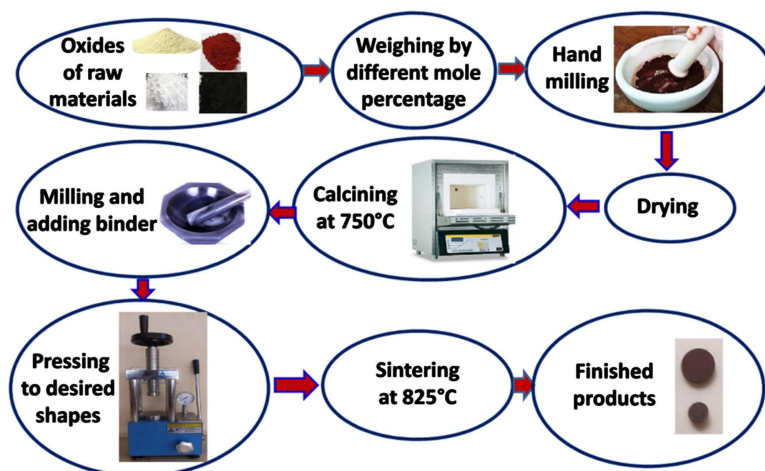 Oxides
of raw
materials
Weighing by
different mole
percentage
Hand
milling
Drying
Calcining
at 750°C
Milling and
adding binder
Pressing
to desired
shapes
Sintering
at 825°C
Finished
products